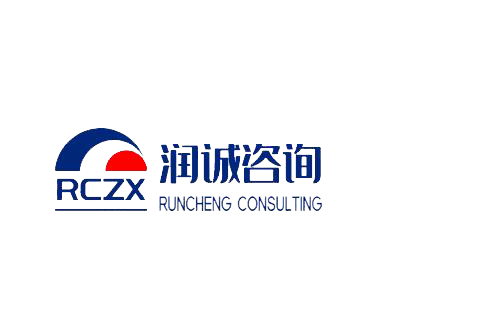 RCZX
润诚咨询
RUNCHENG CONSULTING